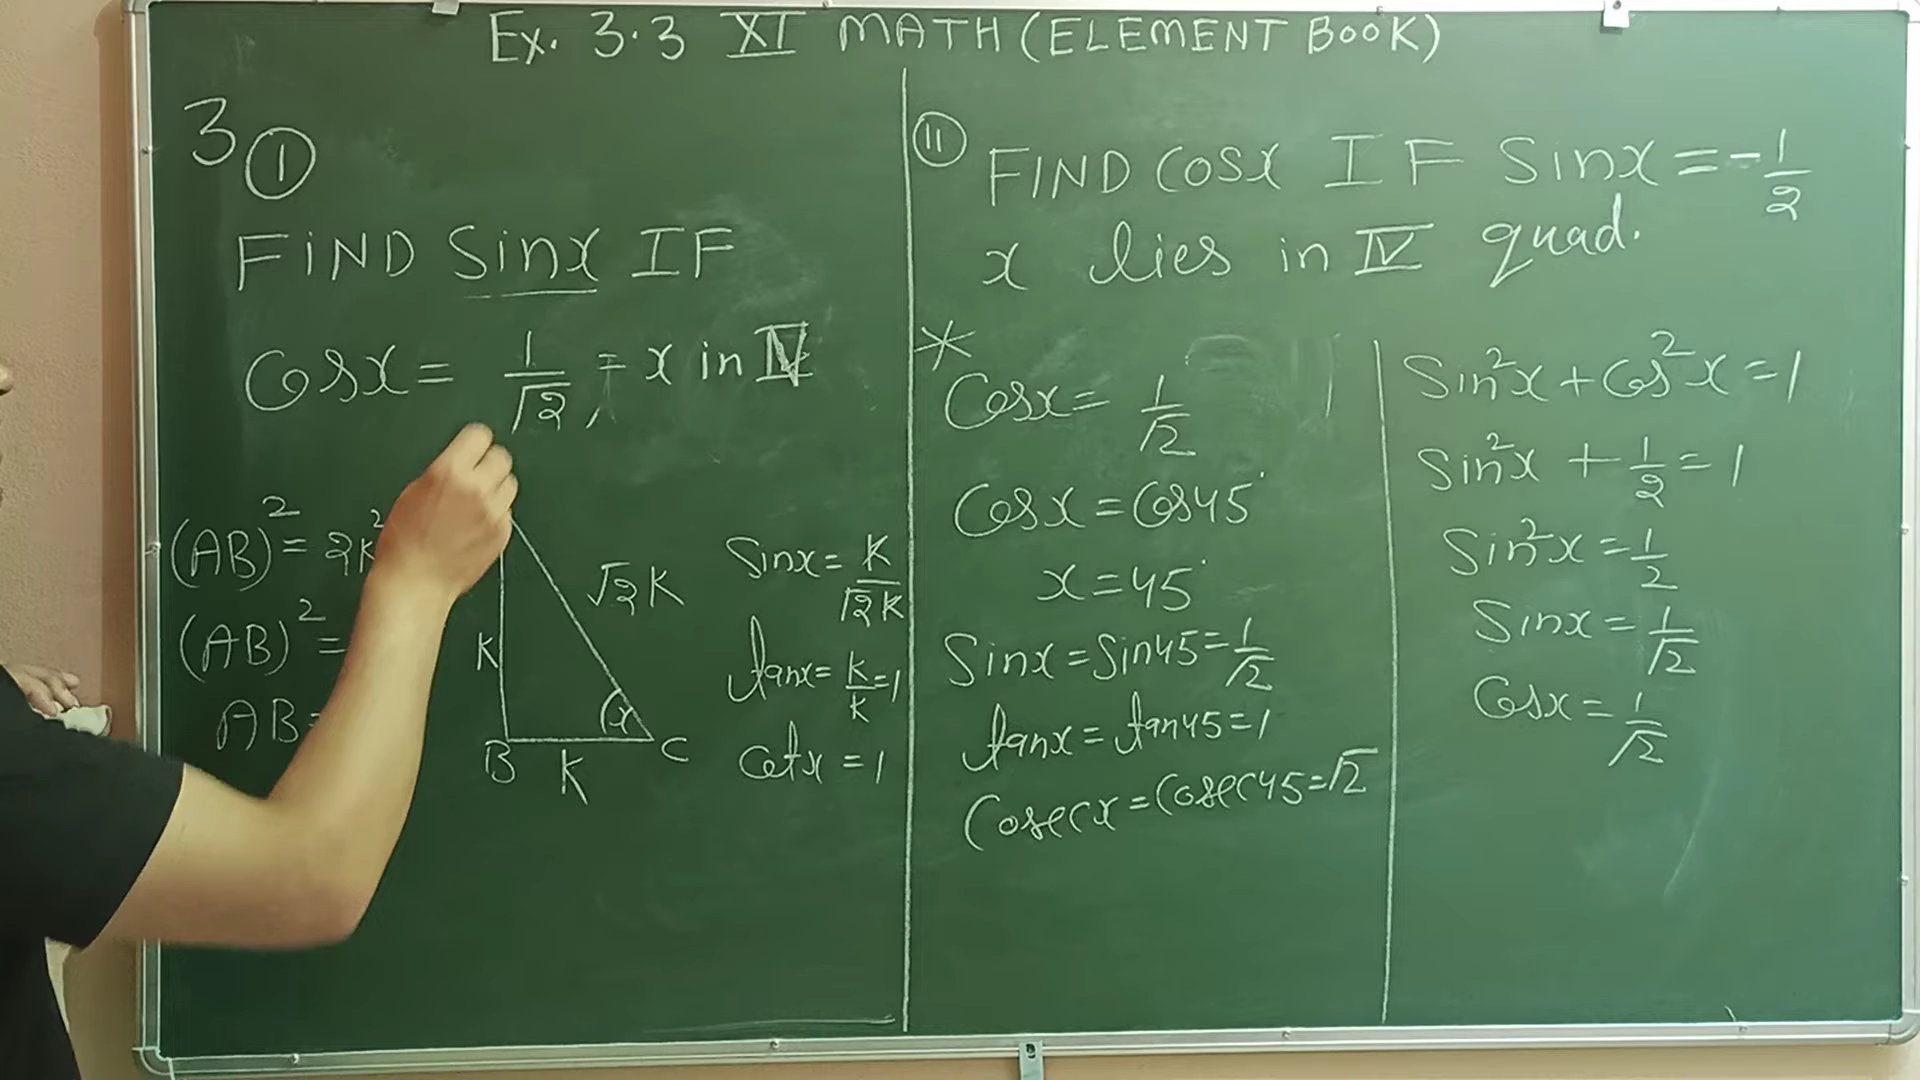 Ex. 3.3 XI MATH (ELEMENT BOOK)
3 (1)
FIND Sinx IF
Cosx = 1/√2, - x in IV
(AB)² = 2k²
(AB)² =
AB =
K
√2K
x
B K C
Sinx = K/√2K
tanx = K/K = 1
Cotx = 1
(11) FIND Cosx IF Sinx = -1/2
x lies in IV quad.
*
Cosx = 1/√2
Cosx = Cos45°
x = 45°
Sinx = Sin45 = 1/√2
tanx = tan45 = 1
Cosecx = Cosec45 = √2
Sin²x + Cos²x = 1
Sin²x + 1/2 = 1
Sin²x = 1/2
Sinx = 1/√2
Cosx = 1/√2